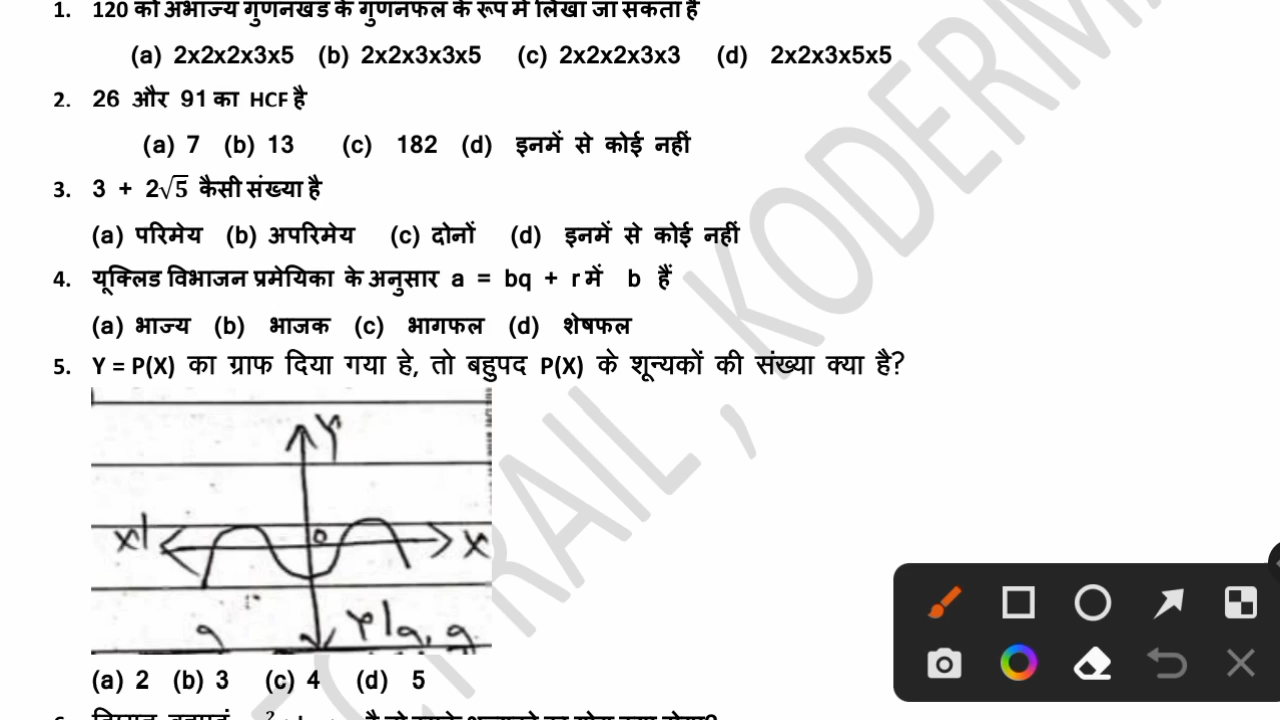 1. 120 को अभाज्य गुणनखंड के गुणनफल के रूप में लिखा जा सकता है
(a) 2x2x2x3x5 (b) 2x2x3x3x5 (c) 2x2x2x3x3 (d) 2x2x3x5x5
2. 26 और 91 का HCF है
(a) 7 (b) 13 (c) 182 (d) इनमें से कोई नहीं
3. 3 + 2√5 कैसी संख्या है
(a) परिमेय (b) अपरिमेय (c) दोनों (d) इनमें से कोई नहीं
4. यूक्लिड विभाजन प्रमेयिका के अनुसार a = bq + r में b हैं
(a) भाज्य (b) भाजक (c) भागफल (d) शेषफल
5. Y = P(X) का ग्राफ दिया गया हे, तो बहुपद P(X) के शून्यकों की संख्या क्या है?
Y
X' O X
Y'
(a) 2 (b) 3 (c) 4 (d) 5
RAIL , KODERM